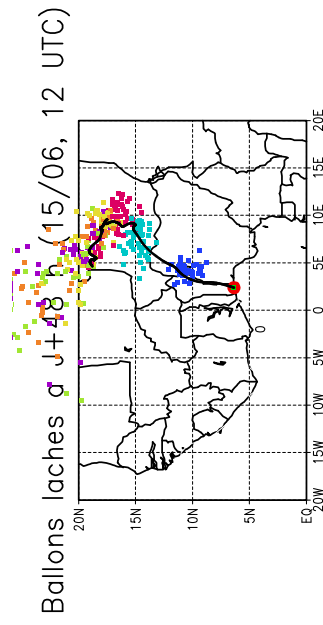 Ballons laches a J+48 h (15/06, 12 UTC)
20N
15N
10N
5N
EQ
20W
15W
10W
5W
0
5E
10E
15E
20E
0